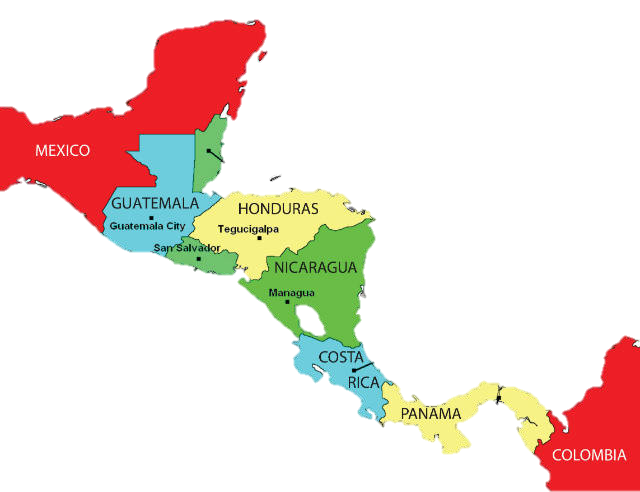 MEXICO
GUATEMALA
Guatemala City
HONDURAS
Tegucigalpa
San Salvador
NICARAGUA
Managua
COSTA
RICA
PANAMA
COLOMBIA